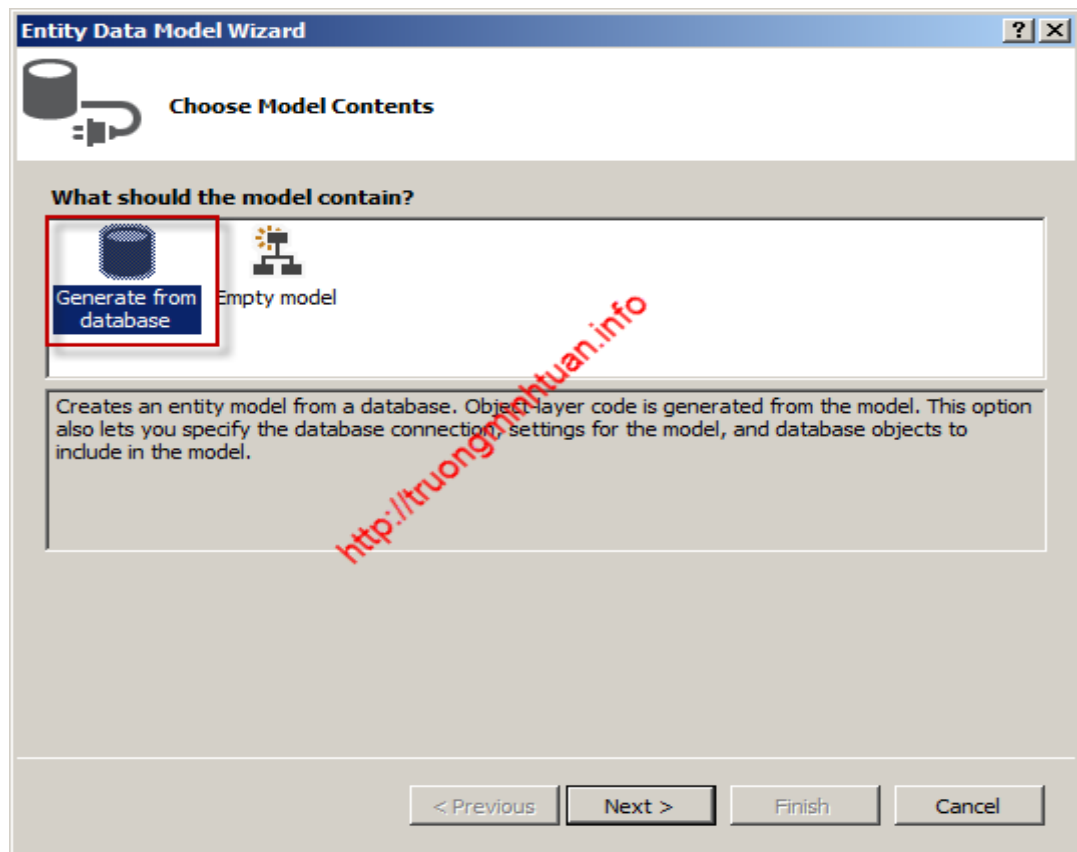 Entity Data Model Wizard
?
Choose Model Contents
What should the model contain?
Generate from
database
Empty model
Creates an entity model from a database. Object-layer code is generated from the model. This option
also lets you specify the database connection, settings for the model, and database objects to
include in the model.
http://truongminhtuan.info
< Previous
Next >
Finish
Cancel